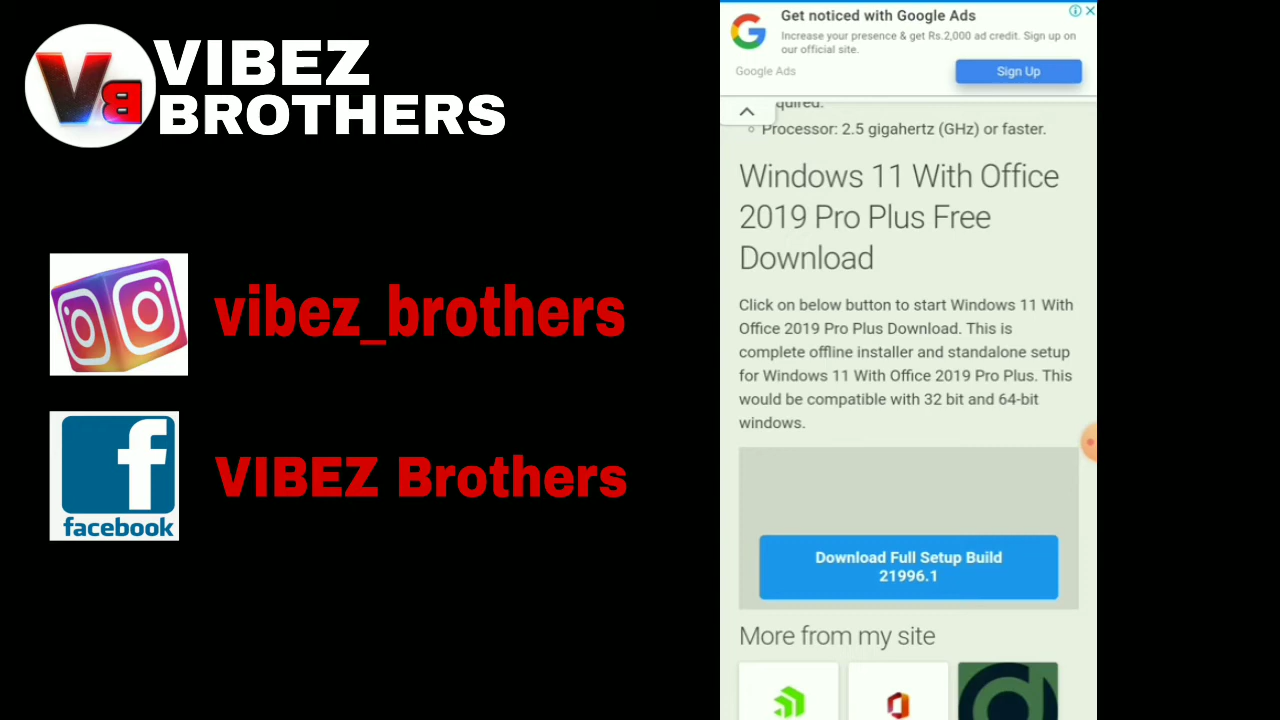 VIBEZ
BROTHERS
VB
vibez_brothers
facebook
VIBEZ Brothers
Get noticed with Google Ads
Increase your presence & get Rs.2,000 ad credit. Sign up on
our official site.
Google Ads
Sign Up
quired.
Processor: 2.5 gigahertz (GHz) or faster.
Windows 11 With Office
2019 Pro Plus Free
Download
Click on below button to start Windows 11 With
Office 2019 Pro Plus Download. This is
complete offline installer and standalone setup
for Windows 11 With Office 2019 Pro Plus. This
would be compatible with 32 bit and 64-bit
windows.
Download Full Setup Build
21996.1
More from my site